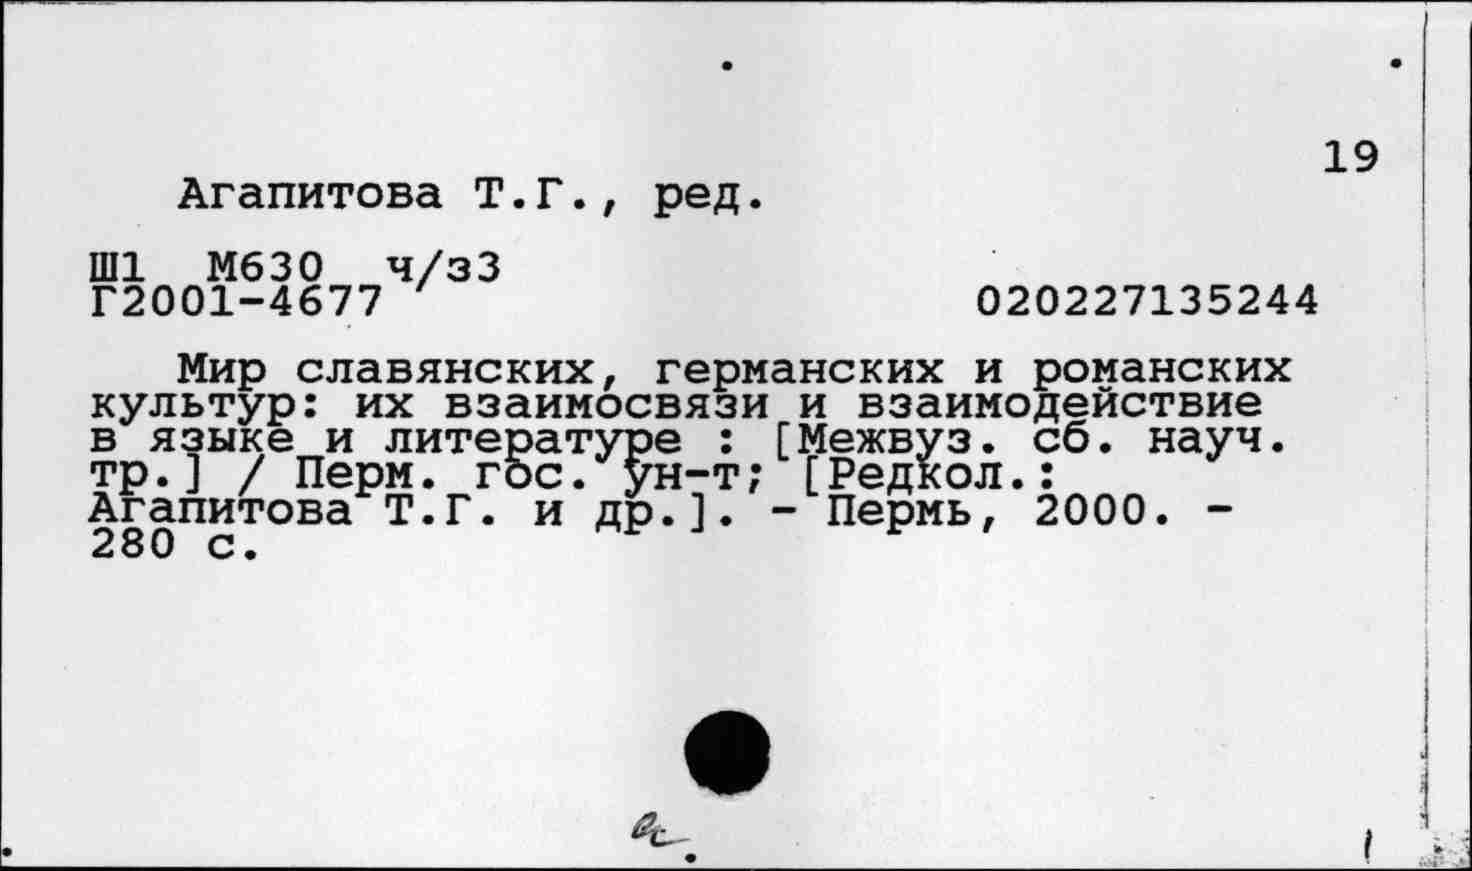 19
Агапитова Т.Г., ред.
Ш1 М630 ч/з3
Г2001-4677 020227135244
Мир славянских, германских и романских
культур: их взаимосвязи и взаимодействие
в языке и литературе : [Межвуз. сб. науч.
тр.] / Перм. гос. ун-т; [Редкол.:
Агапитова Т.Г. и др.]. - Пермь, 2000. -
280 с.